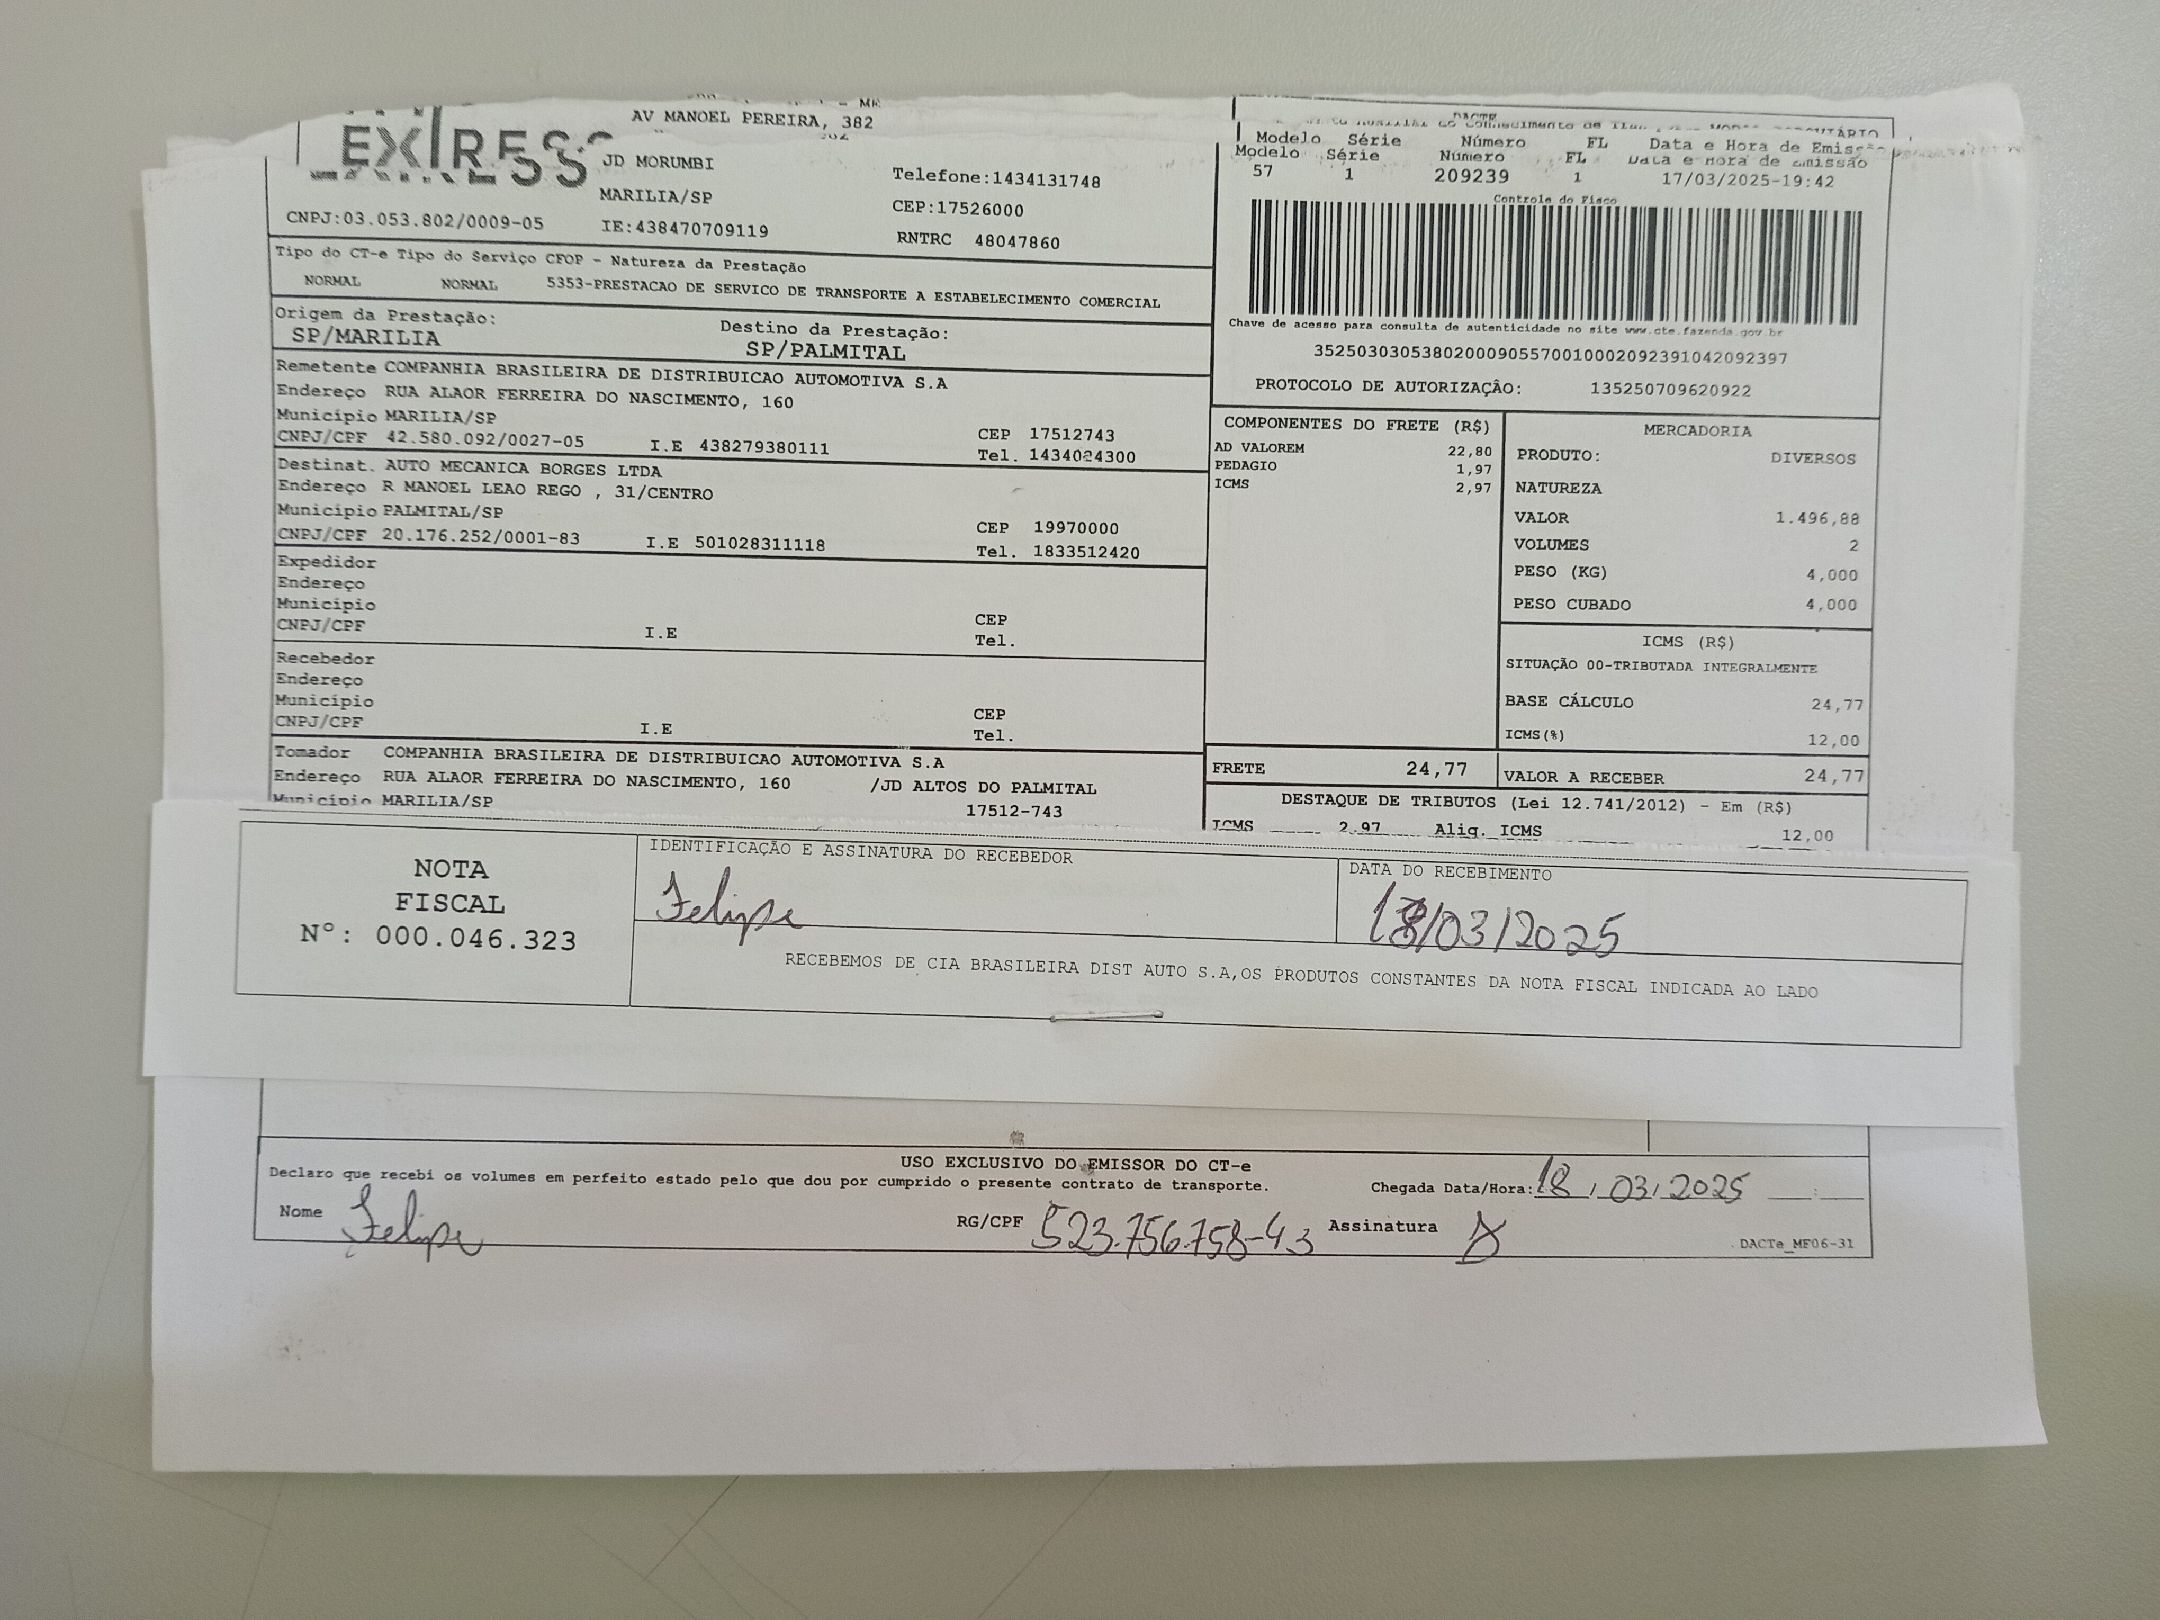 EXPRESS
AV MANOEL PEREIRA, 382
JD MORUMBI
MARILIA/SP
Telefone:1434131748
CEP:17526000
CNPJ:03.053.802/0009-05 IE:438470709119 RNTRC 48047860
DACTE
Modelo Série Número FL Data e Hora de Emissão
Modelo Série Número FL Data e Hora de Emissão
57 1 209239 1 17/03/2025-19:42
Controle do Fisco
Chave de acesso para consulta de autenticidade no site www.cte.fazenda.gov.br
35250303053802000905570010002092391042092397
PROTOCOLO DE AUTORIZAÇÃO: 135250709620922
Tipo do CT-e Tipo do Serviço CFOP - Natureza da Prestação
NORMAL NORMAL 5353-PRESTACAO DE SERVICO DE TRANSPORTE A ESTABELECIMENTO COMERCIAL
Origem da Prestação: Destino da Prestação:
SP/MARILIA SP/PALMITAL
Remetente COMPANHIA BRASILEIRA DE DISTRIBUICAO AUTOMOTIVA S.A
Endereço RUA ALAOR FERREIRA DO NASCIMENTO, 160
Município MARILIA/SP CEP 17512743
CNPJ/CPF 42.580.092/0027-05 I.E 438279380111 Tel. 1434024300
Destinat. AUTO MECANICA BORGES LTDA
Endereço R MANOEL LEAO REGO , 31/CENTRO
Município PALMITAL/SP CEP 19970000
CNPJ/CPF 20.176.252/0001-83 I.E 501028311118 Tel. 1833512420
Expedidor
Endereço
Município CEP
CNPJ/CPF I.E Tel.
Recebedor
Endereço
Município CEP
CNPJ/CPF I.E Tel.
Tomador COMPANHIA BRASILEIRA DE DISTRIBUICAO AUTOMOTIVA S.A
Endereço RUA ALAOR FERREIRA DO NASCIMENTO, 160 /JD ALTOS DO PALMITAL
Município MARILIA/SP 17512-743
COMPONENTES DO FRETE (R$)
AD VALOREM 22,80
PEDAGIO 1,97
ICMS 2,97
FRETE 24,77
MERCADORIA
PRODUTO: DIVERSOS
NATUREZA
VALOR 1.496,88
VOLUMES 2
PESO (KG) 4,000
PESO CUBADO 4,000
ICMS (R$)
SITUAÇÃO 00-TRIBUTADA INTEGRALMENTE
BASE CÁLCULO 24,77
ICMS(%) 12,00
VALOR A RECEBER 24,77
DESTAQUE DE TRIBUTOS (Lei 12.741/2012) - Em (R$)
ICMS 2,97 Aliq. ICMS 12,00
NOTA
FISCAL
Nº: 000.046.323
IDENTIFICAÇÃO E ASSINATURA DO RECEBEDOR
Felipe
DATA DO RECEBIMENTO
18/03/2025
RECEBEMOS DE CIA BRASILEIRA DIST AUTO S.A,OS PRODUTOS CONSTANTES DA NOTA FISCAL INDICADA AO LADO
USO EXCLUSIVO DO EMISSOR DO CT-e
Declaro que recebi os volumes em perfeito estado pelo que dou por cumprido o presente contrato de transporte. Chegada Data/Hora: 18/03/2025
Nome Felipe RG/CPF 523.756.758-43 Assinatura
DACTe_MF06-31